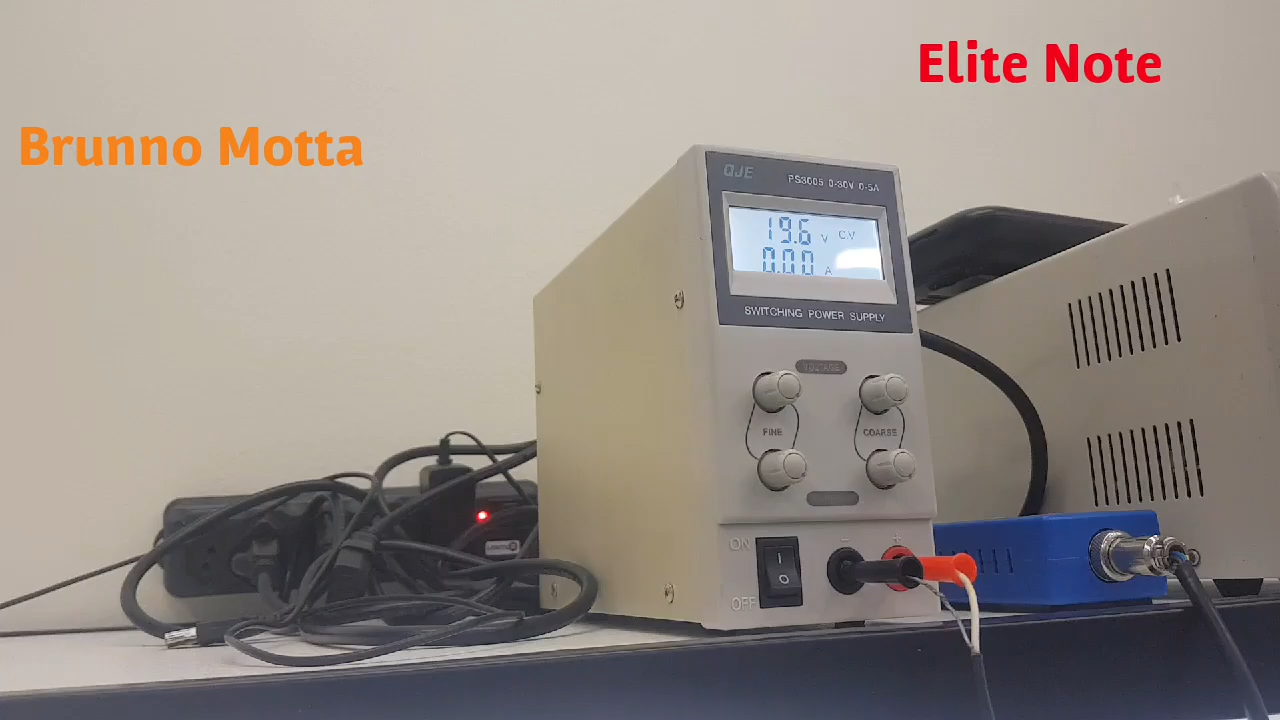 Elite Note
Brunno Motta
QJE
PS3005 0-30V 0-5A
19.6 V C.V
0.00 A
SWITCHING POWER SUPPLY
VOLTAGE
FINE
COARSE
ON
OFF